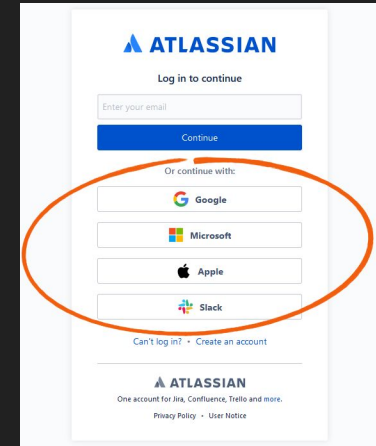 ATLASSIAN
Log in to continue
Enter your email
Continue
Or continue with:
Google
Microsoft
Apple
Slack
Can't log in? • Create an account
ATLASSIAN
One account for Jira, Confluence, Trello and more.
Privacy Policy • User Notice